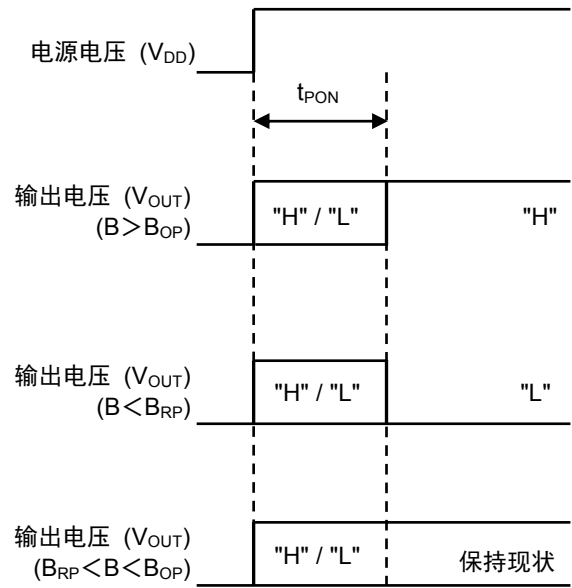 电源电压 (VDD)
tPON
输出电压 (VOUT)
(B＞BOP)
"H" / "L"
"H"
输出电压 (VOUT)
(B＜BRP)
"H" / "L"
"L"
输出电压 (VOUT)
(BRP＜B＜BOP)
"H" / "L"
保持现状